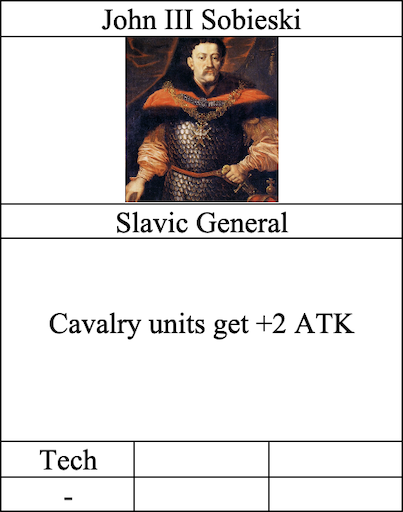 John III Sobieski
Slavic General
Cavalry units get +2 ATK
Tech
-